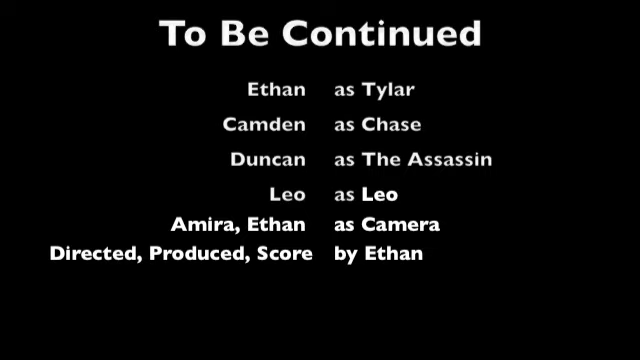 To Be Continued
Ethan as Tylar
Camden as Chase
Duncan as The Assassin
Leo as Leo
Amira, Ethan as Camera
Directed, Produced, Score by Ethan